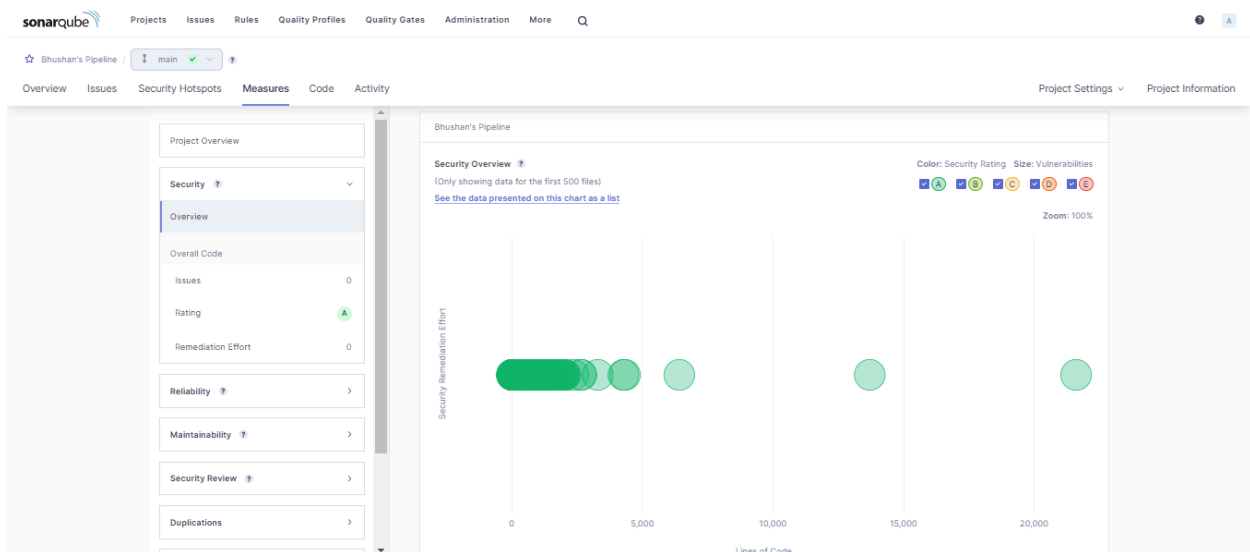 sonarqube Projects Issues Rules Quality Profiles Quality Gates Administration More ? A
Bhushan's Pipeline / main ?
Overview Issues Security Hotspots Measures Code Activity Project Settings Project Information
Project Overview
Security ?
Overview
Overall Code
Issues 0
Rating A
Remediation Effort 0
Reliability ?
Maintainability ?
Security Review ?
Duplications
Bhushan's Pipeline
Security Overview ? Color: Security Rating Size: Vulnerabilities
(Only showing data for the first 500 files) A B C D E
See the data presented on this chart as a list
Zoom: 100%
Security Remediation Effort
0 5,000 10,000 15,000 20,000
Lines of Code